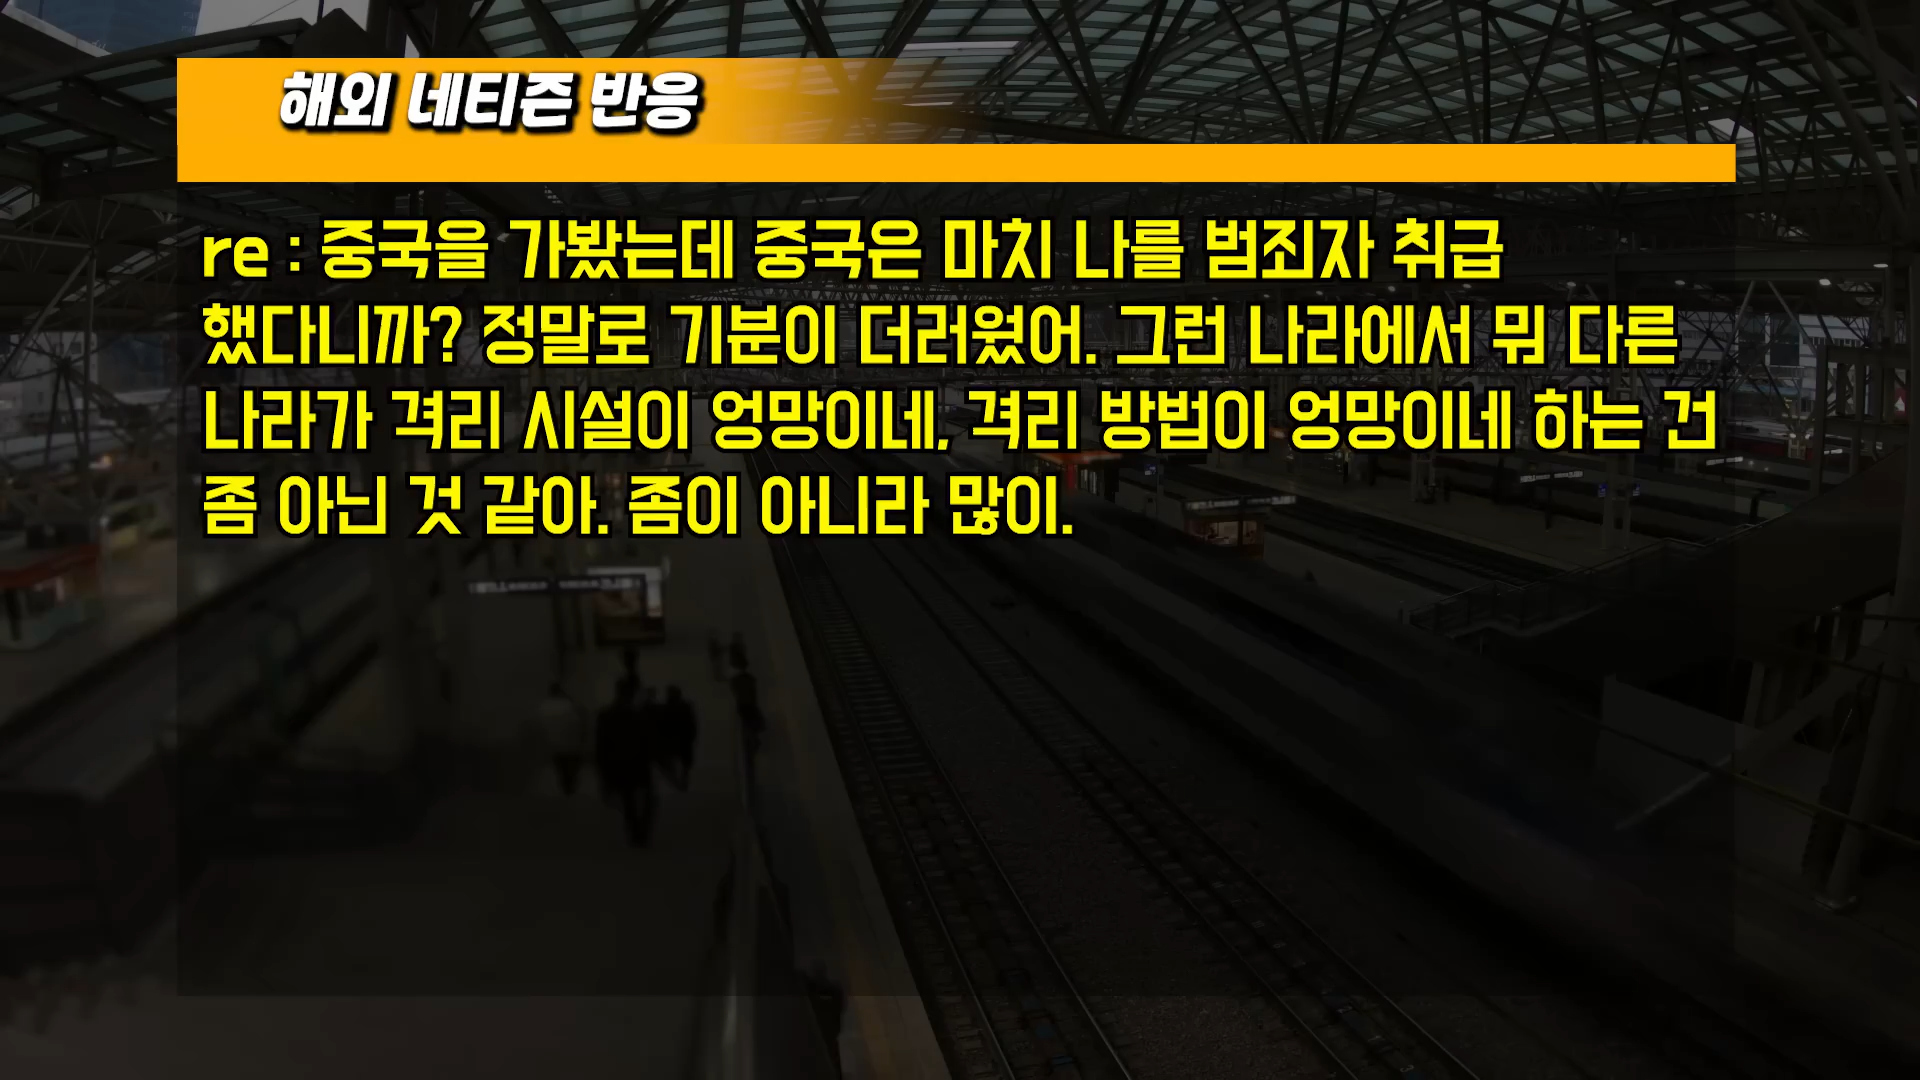 해외 네티즌 반응
re : 중국을 가봤는데 중국은 마치 나를 범죄자 취급
했다니까? 정말로 기분이 더러웠어. 그런 나라에서 뭐 다른
나라가 격리 시설이 엉망이네, 격리 방법이 엉망이네 하는 건
좀 아닌 것 같아. 좀이 아니라 많이.